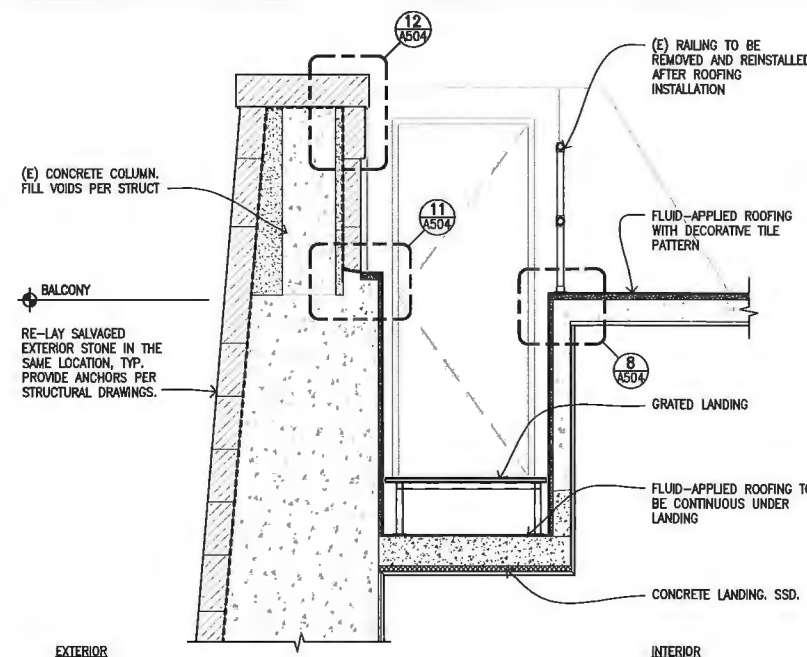 12
A504
(E) RAILING TO BE
REMOVED AND REINSTALLED
AFTER ROOFING
INSTALLATION
(E) CONCRETE COLUMN.
FILL VOIDS PER STRUCT
11
A504
FLUID-APPLIED ROOFING
WITH DECORATIVE TILE
PATTERN
BALCONY
RE-LAY SALVAGED
EXTERIOR STONE IN THE
SAME LOCATION, TYP.
PROVIDE ANCHORS PER
STRUCTURAL DRAWINGS.
8
A504
GRATED LANDING
FLUID-APPLIED ROOFING TO
BE CONTINUOUS UNDER
LANDING
CONCRETE LANDING. SSD.
EXTERIOR
INTERIOR